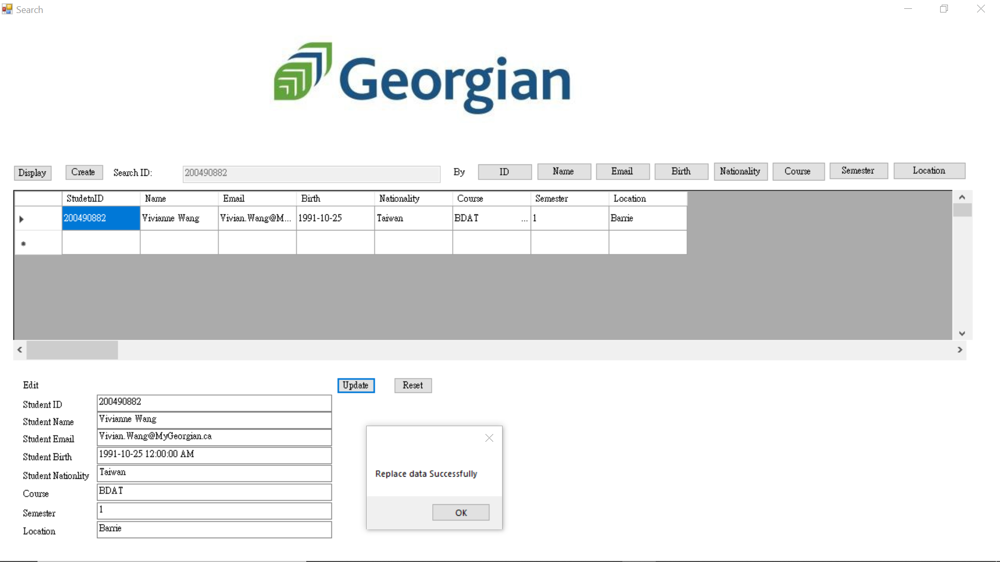 Search
Georgian
Display Create Search ID: 200490882 By ID Name Email Birth Nationality Course Semester Location
StudetnID Name Email Birth Nationality Course Semester Location
200490882 Vivianne Wang Vivian.Wang@M... 1991-10-25 Taiwan BDAT ... 1 Barrie
Edit Update Reset
Student ID 200490882
Student Name Vivianne Wang
Student Email Vivian.Wang@MyGeorgian.ca
Student Birth 1991-10-25 12:00:00 AM
Student Nationlity Taiwan
Course BDAT
Semester 1
Location Barrie
Replace data Successfully
OK